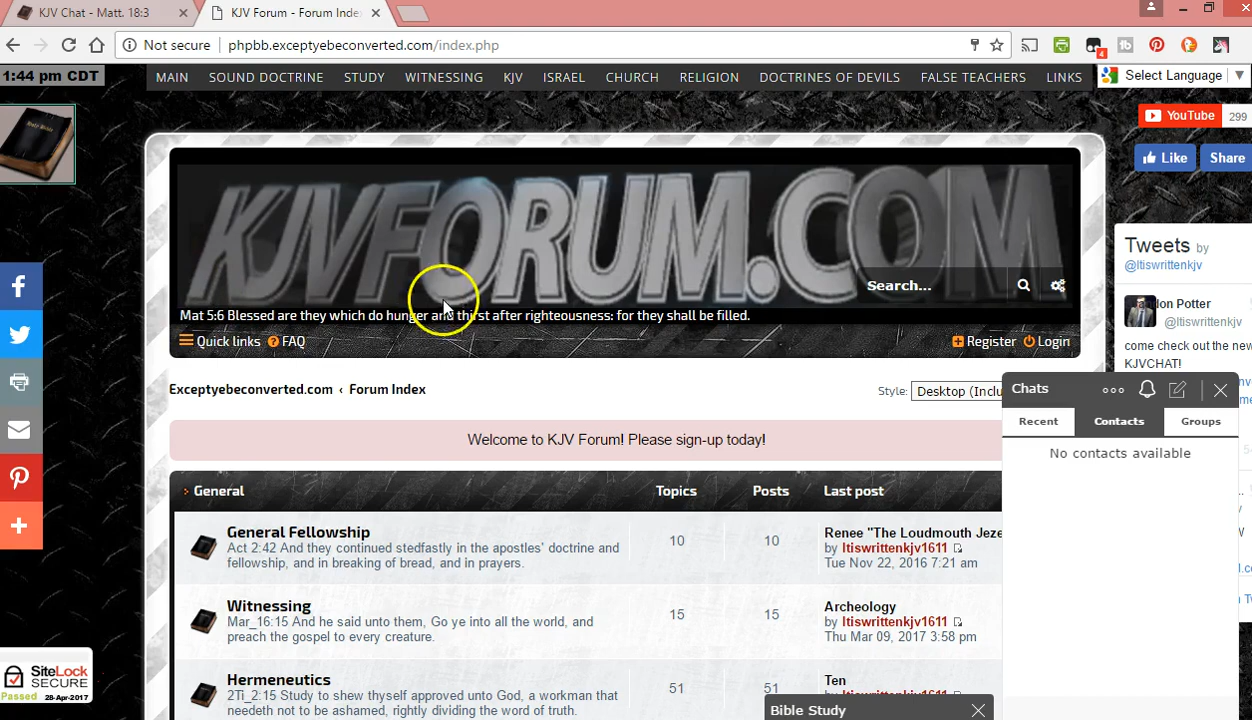 KJV Chat - Matt. 18:3
KJV Forum - Forum Inde
Not secure
phpbb.exceptyebeconverted.com/index.php
4
1:44 pm CDT
MAIN SOUND DOCTRINE STUDY WITNESSING KJV ISRAEL CHURCH RELIGION DOCTRINES OF DEVILS FALSE TEACHERS LINKS
Select Language
YouTube 299
Like Share
KJVFORUM.COM
Search...
Mat 5:6 Blessed are they which do hunger and thirst after righteousness: for they shall be filled.
Quick links FAQ Register Login
Tweets by
@Itiswrittenkjv
Potter
@Itiswrittenkjv
come check out the new
KJVCHAT!
Exceptyebeconverted.com ‹ Forum Index
Style: Desktop (Inclu
Chats
Recent Contacts Groups
No contacts available
Welcome to KJV Forum! Please sign-up today!
General Topics Posts Last post
General Fellowship
Act 2:42 And they continued stedfastly in the apostles' doctrine and
fellowship, and in breaking of bread, and in prayers.
10 10
Renee "The Loudmouth Jeze
by Itiswrittenkjv1611
Tue Nov 22, 2016 7:21 am
Witnessing
Mar_16:15 And he said unto them, Go ye into all the world, and
preach the gospel to every creature.
15 15
Archeology
by Itiswrittenkjv1611
Thu Mar 09, 2017 3:58 pm
Hermeneutics
2Ti_2:15 Study to shew thyself approved unto God, a workman that
needeth not to be ashamed, rightly dividing the word of truth.
51 51
Ten
by Itiswrittenkjv1611
Bible Study
SiteLock
SECURE
Passed 28-Apr-2017